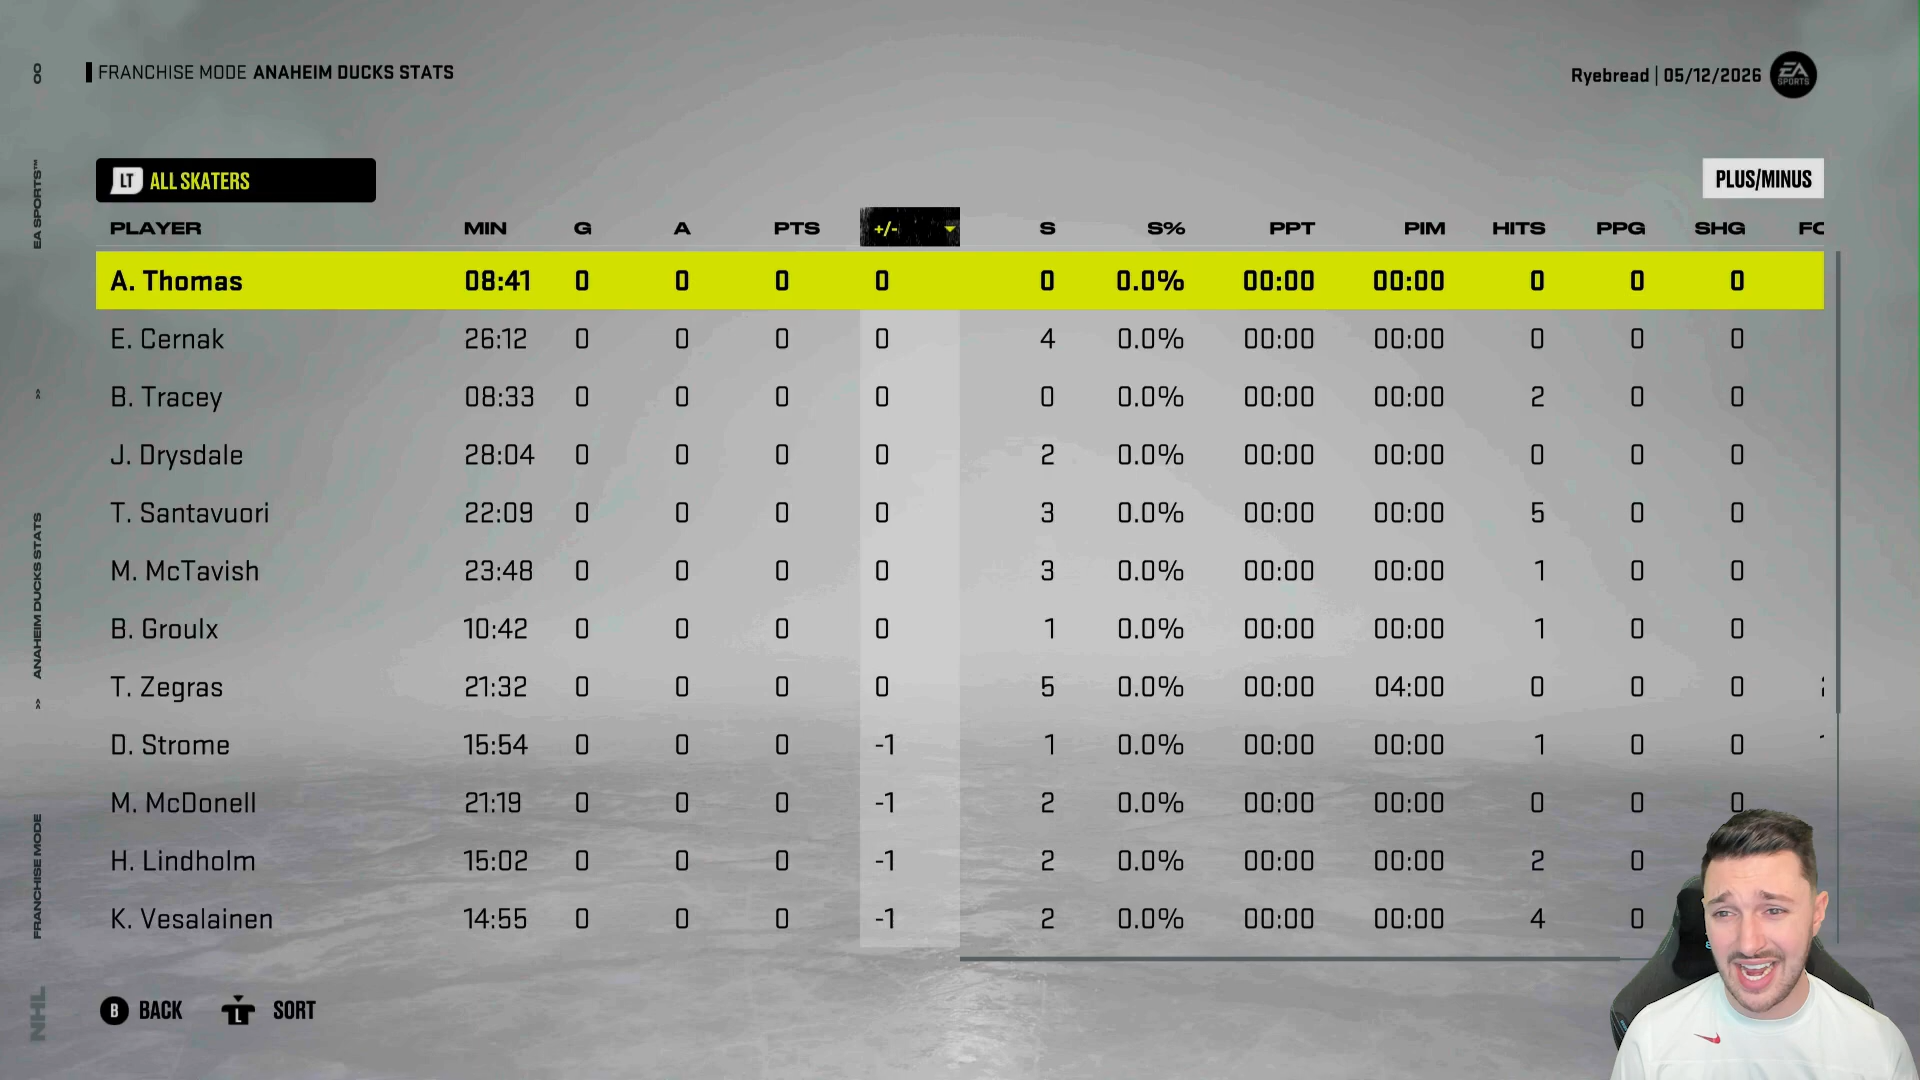 FRANCHISE MODE ANAHEIM DUCKS STATS
Ryebread | 05/12/2026
EA SPORTS
LT ALL SKATERS
PLUS/MINUS
PLAYER MIN G A PTS +/- S S% PPT PIM HITS PPG SHG
A. Thomas 08:41 0 0 0 0 0 0.0% 00:00 00:00 0 0 0
E. Cernak 26:12 0 0 0 0 4 0.0% 00:00 00:00 0 0 0
B. Tracey 08:33 0 0 0 0 0 0.0% 00:00 00:00 2 0 0
J. Drysdale 28:04 0 0 0 0 2 0.0% 00:00 00:00 0 0 0
T. Santavuori 22:09 0 0 0 0 3 0.0% 00:00 00:00 5 0 0
M. McTavish 23:48 0 0 0 0 3 0.0% 00:00 00:00 1 0 0
B. Groulx 10:42 0 0 0 0 1 0.0% 00:00 00:00 1 0 0
T. Zegras 21:32 0 0 0 0 5 0.0% 00:00 04:00 0 0 0
D. Strome 15:54 0 0 0 -1 1 0.0% 00:00 00:00 1 0 0
M. McDonell 21:19 0 0 0 -1 2 0.0% 00:00 00:00 0 0 0
H. Lindholm 15:02 0 0 0 -1 2 0.0% 00:00 00:00 2 0
K. Vesalainen 14:55 0 0 0 -1 2 0.0% 00:00 00:00 4 0
B BACK L SORT
NHL FRANCHISE MODE >> ANAHEIM DUCKS STATS >> EA SPORTS™